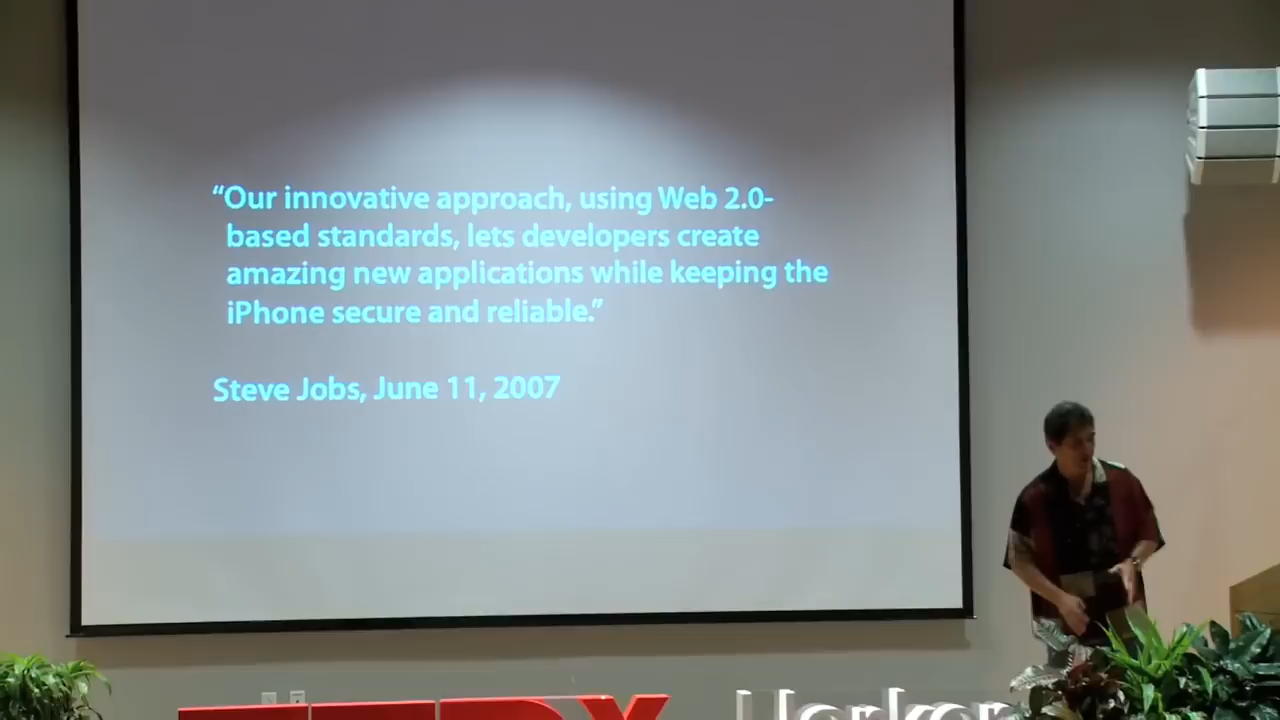 “Our innovative approach, using Web 2.0-
based standards, lets developers create
amazing new applications while keeping the
iPhone secure and reliable.”
Steve Jobs, June 11, 2007